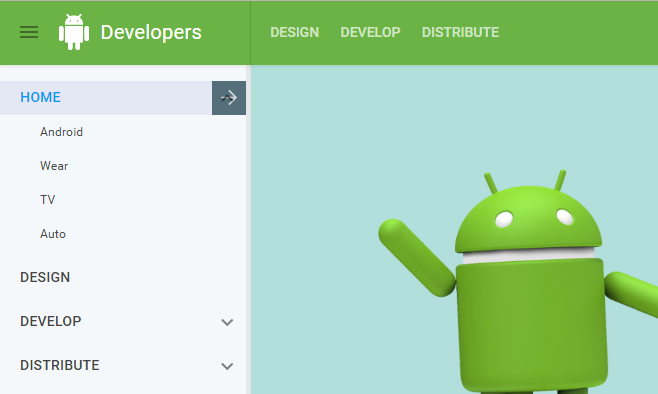 Developers
DESIGN DEVELOP DISTRIBUTE
HOME
Android
Wear
TV
Auto
DESIGN
DEVELOP
DISTRIBUTE